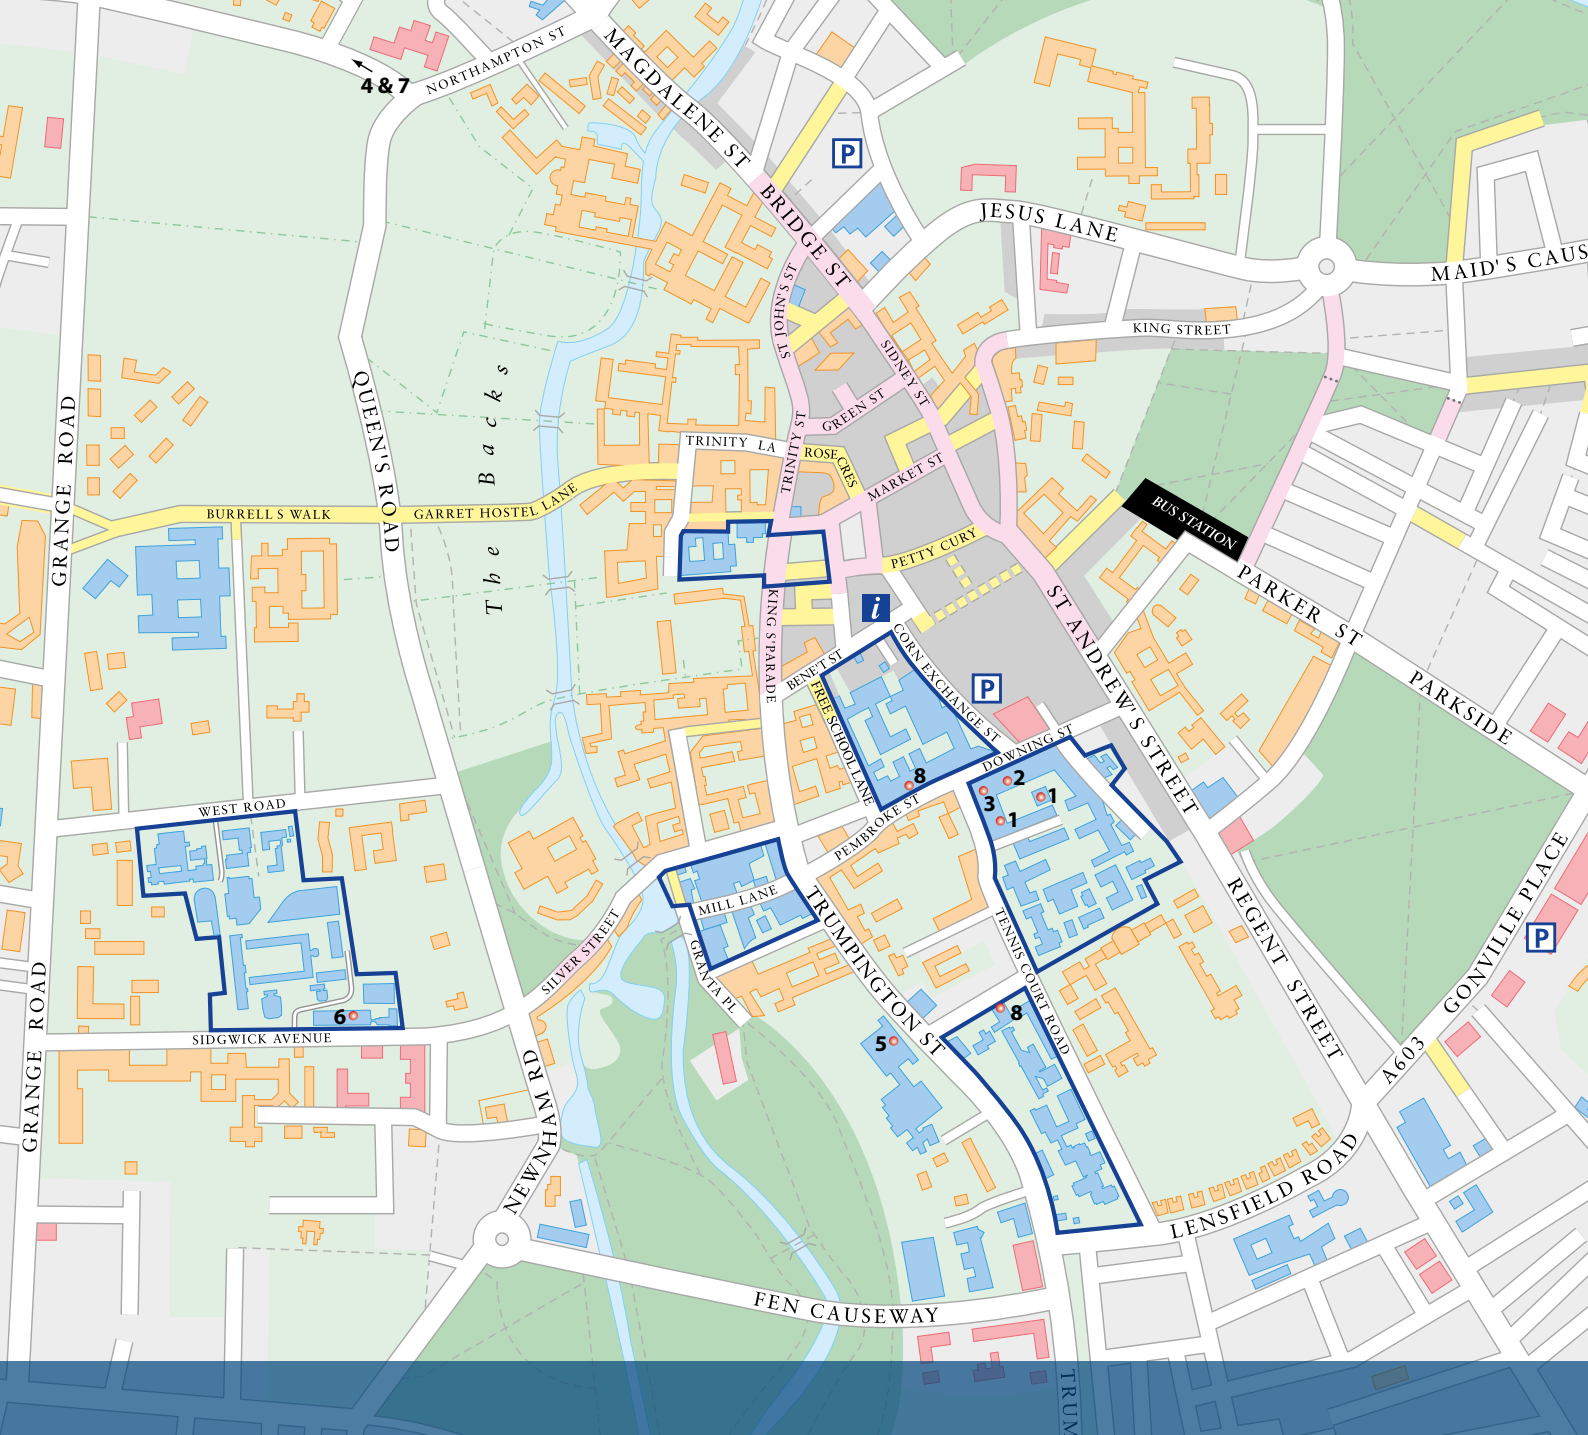 NORTHAMPTON ST
4 & 7
MAGDALENE ST
P
BRIDGE ST
JESUS LANE
MAID'S CAUS
KING STREET
ST JOHN'S ST
SIDNEY ST
GREEN ST
TRINITY ST
TRINITY LA
ROSE CRES
MARKET ST
QUEEN'S ROAD
The Backs
GRANGE ROAD
BURRELL S WALK
GARRET HOSTEL LANE
PETTY CURY
BUS STATION
PARKER ST
PARKSIDE
i
KING S'PARADE
BENE'T ST
FREE SCHOOL LANE
CORN EXCHANGE ST
P
ST ANDREW'S STREET
DOWNING ST
8
2
3
1
1
PEMBROKE ST
WEST ROAD
MILL LANE
SILVER STREET
GRANTA PL
TRUMPINGTON ST
TENNIS COURT ROAD
REGENT STREET
GONVILLE PLACE
P
A603
GRANGE ROAD
6
SIDGWICK AVENUE
5
8
GRANGE ROAD
NEWNHAM RD
LENSFIELD ROAD
FEN CAUSEWAY
TRUM